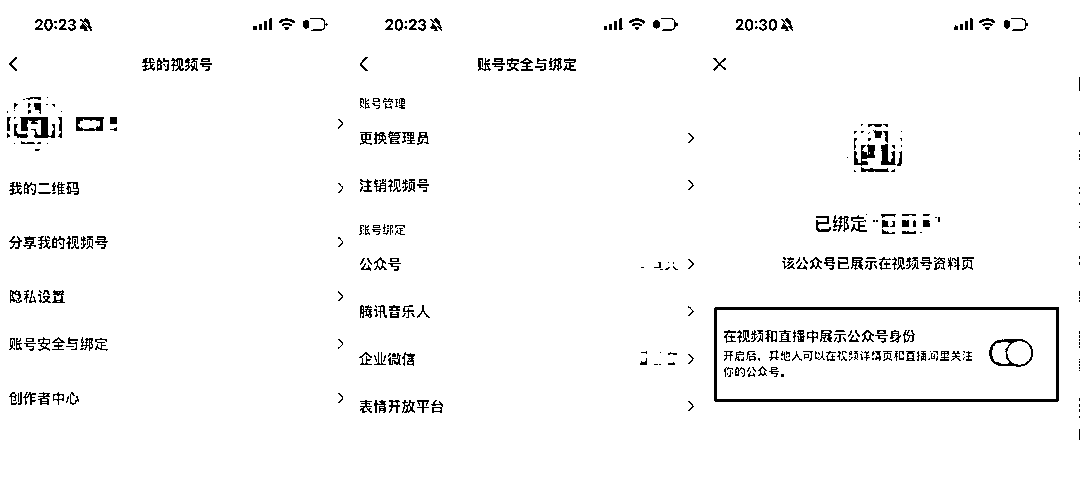 20:23
我的视频号
我的二维码
分享我的视频号
隐私设置
账号安全与绑定
创作者中心
20:23
账号安全与绑定
账号管理
更换管理员
注销视频号
账号绑定
公众号
腾讯音乐人
企业微信
表情开放平台
20:30
已绑定
该公众号已展示在视频号资料页
在视频和直播中展示公众号身份
开启后，其他人可以在视频详情页和直播间里关注
你的公众号。